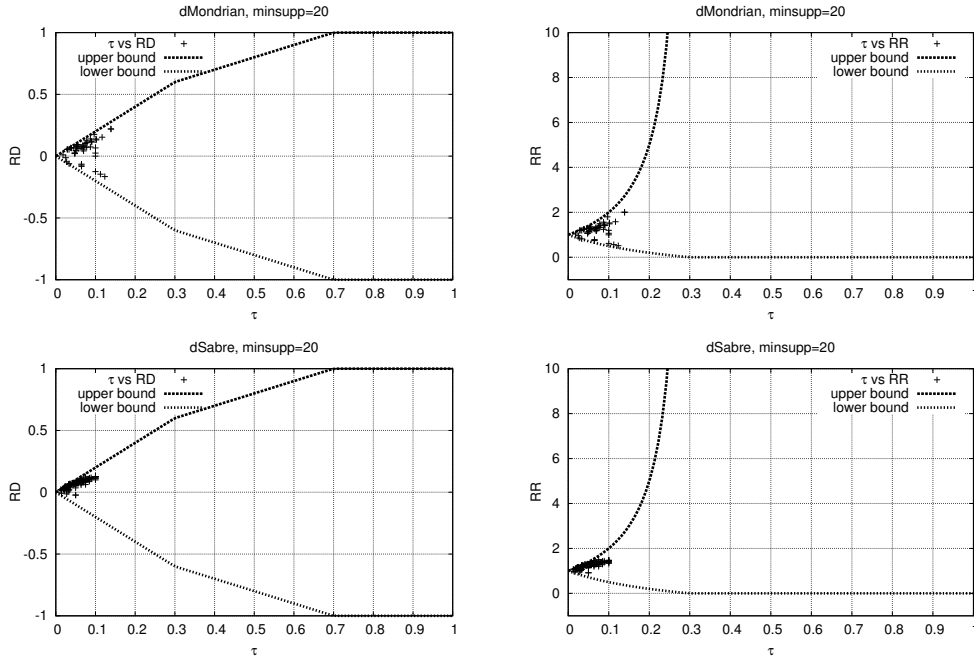 dMondrian, minsupp=20
1
0.5
0
-0.5
-1
RD
τ vs RD
upper bound
lower bound
0 0.1 0.2 0.3 0.4 0.5 0.6 0.7 0.8 0.9 1
τ
dMondrian, minsupp=20
10
8
6
4
2
0
RR
τ vs RR
upper bound
lower bound
0 0.1 0.2 0.3 0.4 0.5 0.6 0.7 0.8 0.9 1
τ
dSabre, minsupp=20
1
0.5
0
-0.5
-1
RD
τ vs RD
upper bound
lower bound
0 0.1 0.2 0.3 0.4 0.5 0.6 0.7 0.8 0.9 1
τ
dSabre, minsupp=20
10
8
6
4
2
0
RR
τ vs RR
upper bound
lower bound
0 0.1 0.2 0.3 0.4 0.5 0.6 0.7 0.8 0.9 1
τ